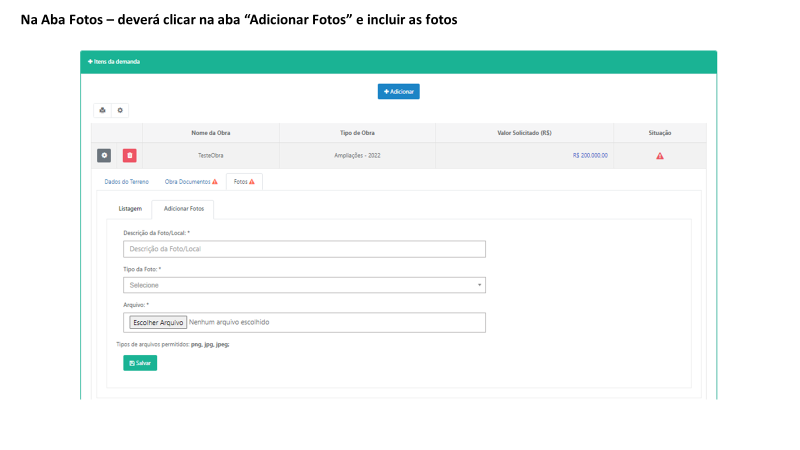 Na Aba Fotos – deverá clicar na aba “Adicionar Fotos” e incluir as fotos
Itens da demanda
Adicionar
Nome da Obra Tipo de Obra Valor Solicitado (R$) Situação
TesteObra Ampliações - 2022 R$ 200.000,00
Dados do Terreno Obra Documentos Fotos
Listagem Adicionar Fotos
Descrição da Foto/Local: *
Descrição da Foto/Local
Tipo da Foto: *
Selecione
Arquivo: *
Escolher Arquivo Nenhum arquivo escolhido
Tipos de arquivos permitidos: png, jpg, jpeg;
Salvar